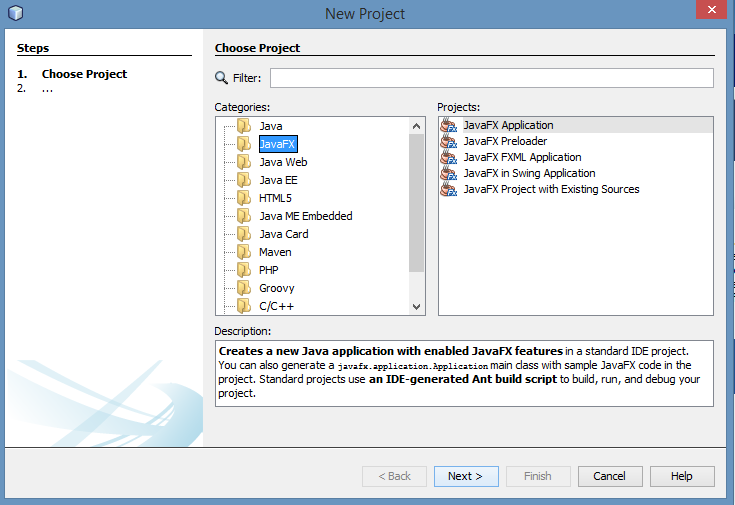 New Project
Steps
1. Choose Project
2. ...
Choose Project
Filter:
Categories:
Java
JavaFX
Java Web
Java EE
HTML5
Java ME Embedded
Java Card
Maven
PHP
Groovy
C/C++
Projects:
JavaFX Application
JavaFX Preloader
JavaFX FXML Application
JavaFX in Swing Application
JavaFX Project with Existing Sources
Description:
Creates a new Java application with enabled JavaFX features in a standard IDE project.
You can also generate a javafx.application.Application main class with sample JavaFX code in the
project. Standard projects use an IDE-generated Ant build script to build, run, and debug your
project.
< Back
Next >
Finish
Cancel
Help